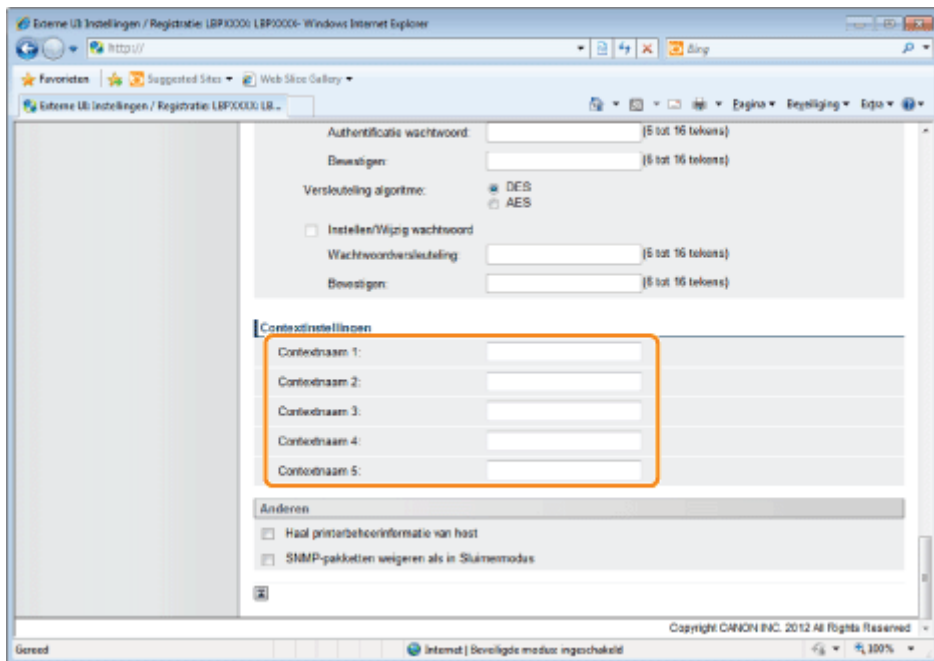 Externe UI: Instellingen / Registratie: LBPXXXX: LBPXXXX- Windows Internet Explorer
http://
Bing
Favorieten Suggested Sites Web Slice Gallery
Externe UI: Instellingen / Registratie: LBPXXXX: LB...
Pagina Beveiliging Extra
Authentificatie wachtwoord: (6 tot 16 tekens)
Bevestigen: (6 tot 16 tekens)
Versleuteling algoritme: DES
AES
Instellen/Wijzig wachtwoord
Wachtwoordversleuteling: (6 tot 16 tekens)
Bevestigen: (6 tot 16 tekens)
Contextinstellingen
Contextnaam 1:
Contextnaam 2:
Contextnaam 3:
Contextnaam 4:
Contextnaam 5:
Anderen
Haal printerbeheerinformatie van host
SNMP-pakketten weigeren als in Sluimermodus
Copyright CANON INC. 2012 All Rights Reserved
Gereed Internet | Beveiligde modus: ingeschakeld 100%